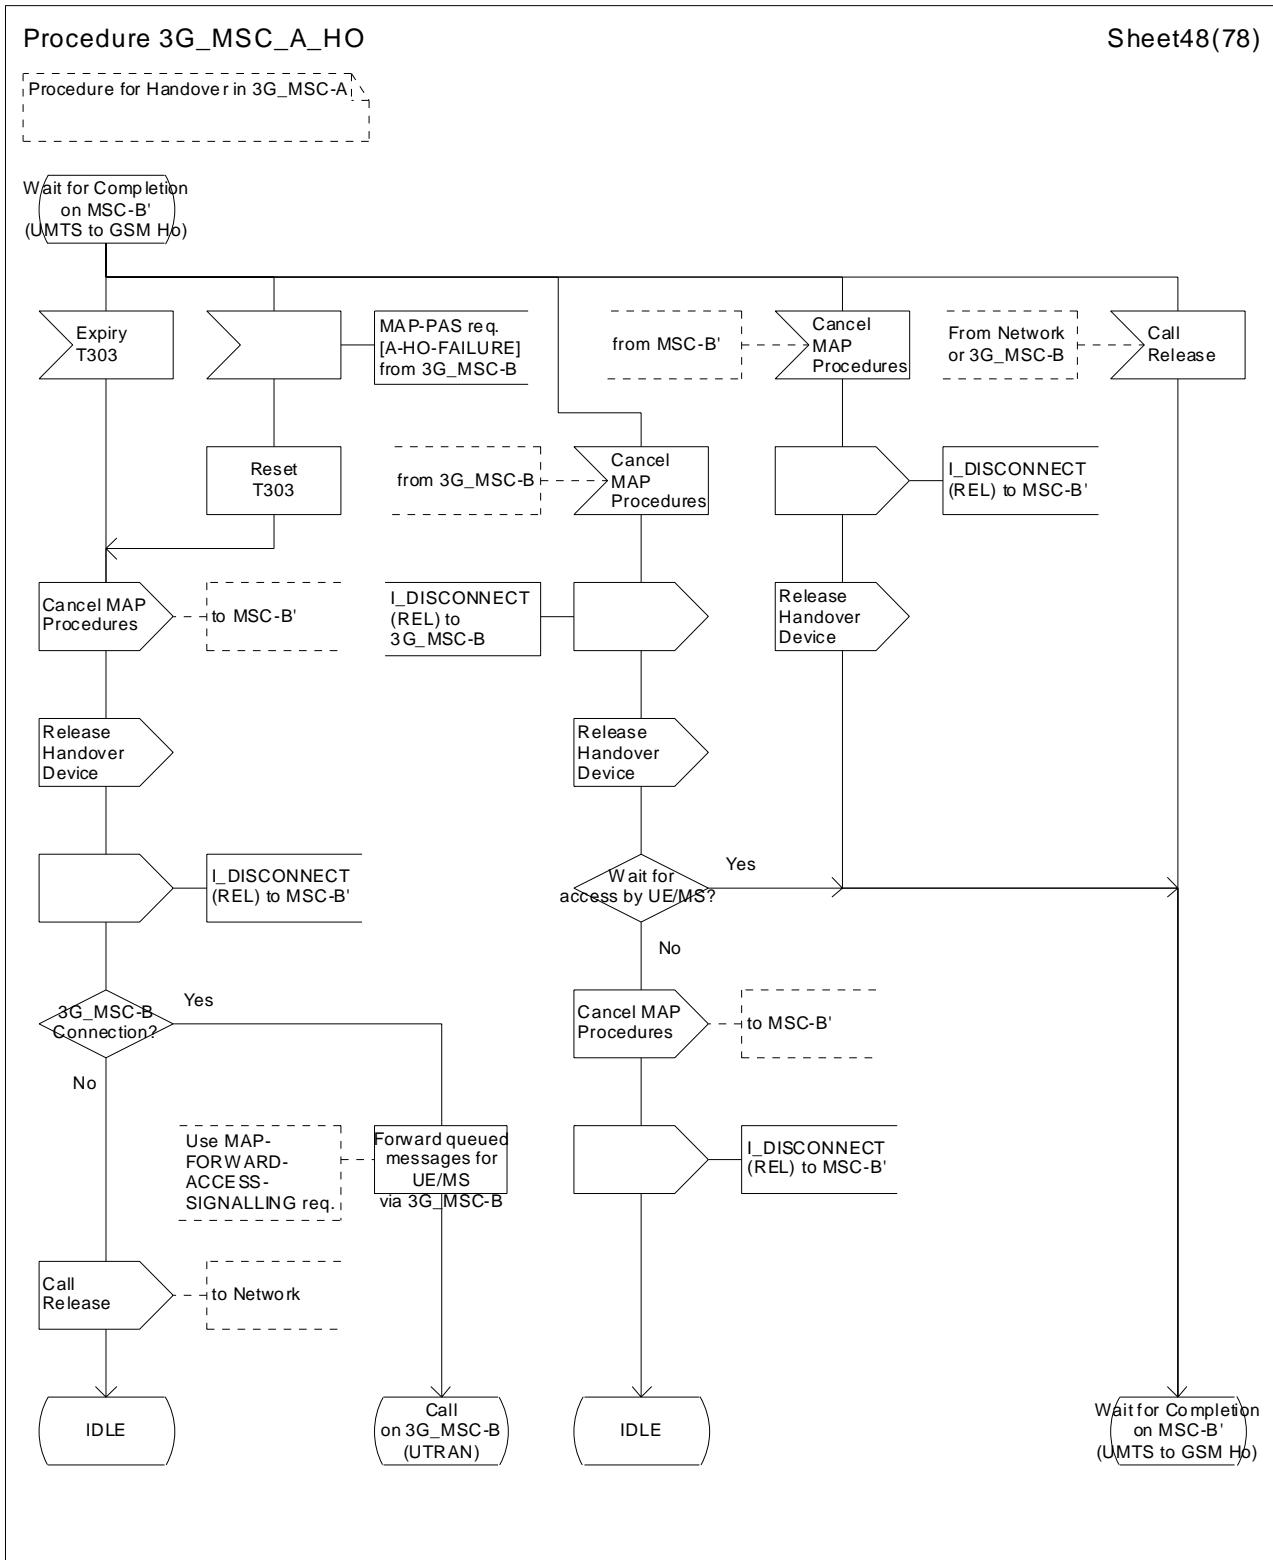 Procedure 3G_MSC_A_HO
Sheet48(78)
Procedure for Handover in 3G_MSC-A
Wait for Completion
on MSC-B'
(UMTS to GSM Ho)
Expiry
T303
MAP-PAS req.
[A-HO-FAILURE]
from 3G_MSC-B
from MSC-B'
Cancel
MAP
Procedures
From Network
or 3G_MSC-B
Call
Release
Reset
T303
from 3G_MSC-B
Cancel
MAP
Procedures
I_DISCONNECT
(REL) to MSC-B'
Cancel MAP
Procedures
to MSC-B'
I_DISCONNECT
(REL) to
3G_MSC-B
Release
Handover
Device
Release
Handover
Device
Release
Handover
Device
I_DISCONNECT
(REL) to MSC-B'
Wait for
access by UE/MS?
Yes
No
3G_MSC-B
Connection?
Yes
No
Cancel MAP
Procedures
to MSC-B'
Use MAP-
FORWARD-
ACCESS-
SIGNALLING req.
Forward queued
messages for
UE/MS
via 3G_MSC-B
I_DISCONNECT
(REL) to MSC-B'
Call
Release
to Network
IDLE
Call
on 3G_MSC-B
(UTRAN)
IDLE
Wait for Completion
on MSC-B'
(UMTS to GSM Ho)